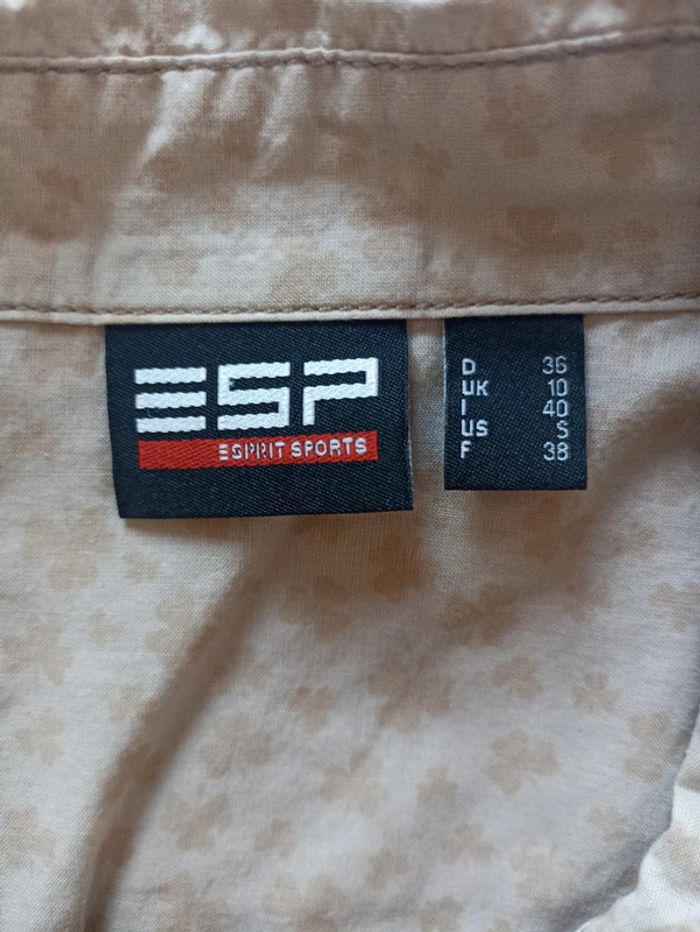 ESP
ESPRIT SPORTS
D 36
UK 10
I 40
US S
F 38